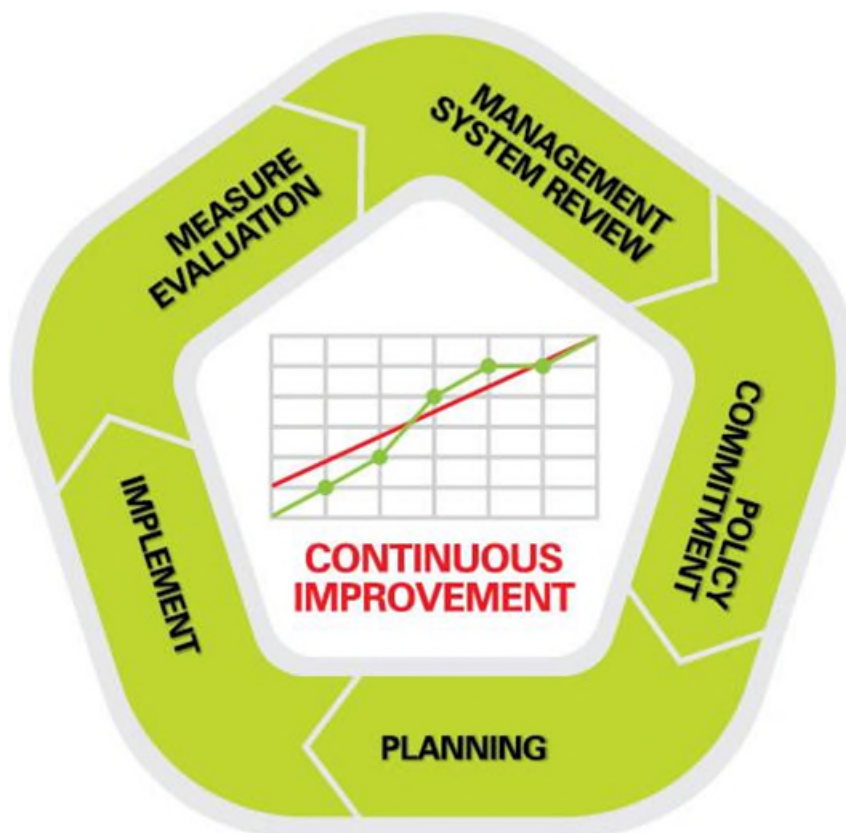 MANAGEMENT
SYSTEM REVIEW
POLICY
COMMITMENT
PLANNING
IMPLEMENT
MEASURE
EVALUATION
CONTINUOUS
IMPROVEMENT